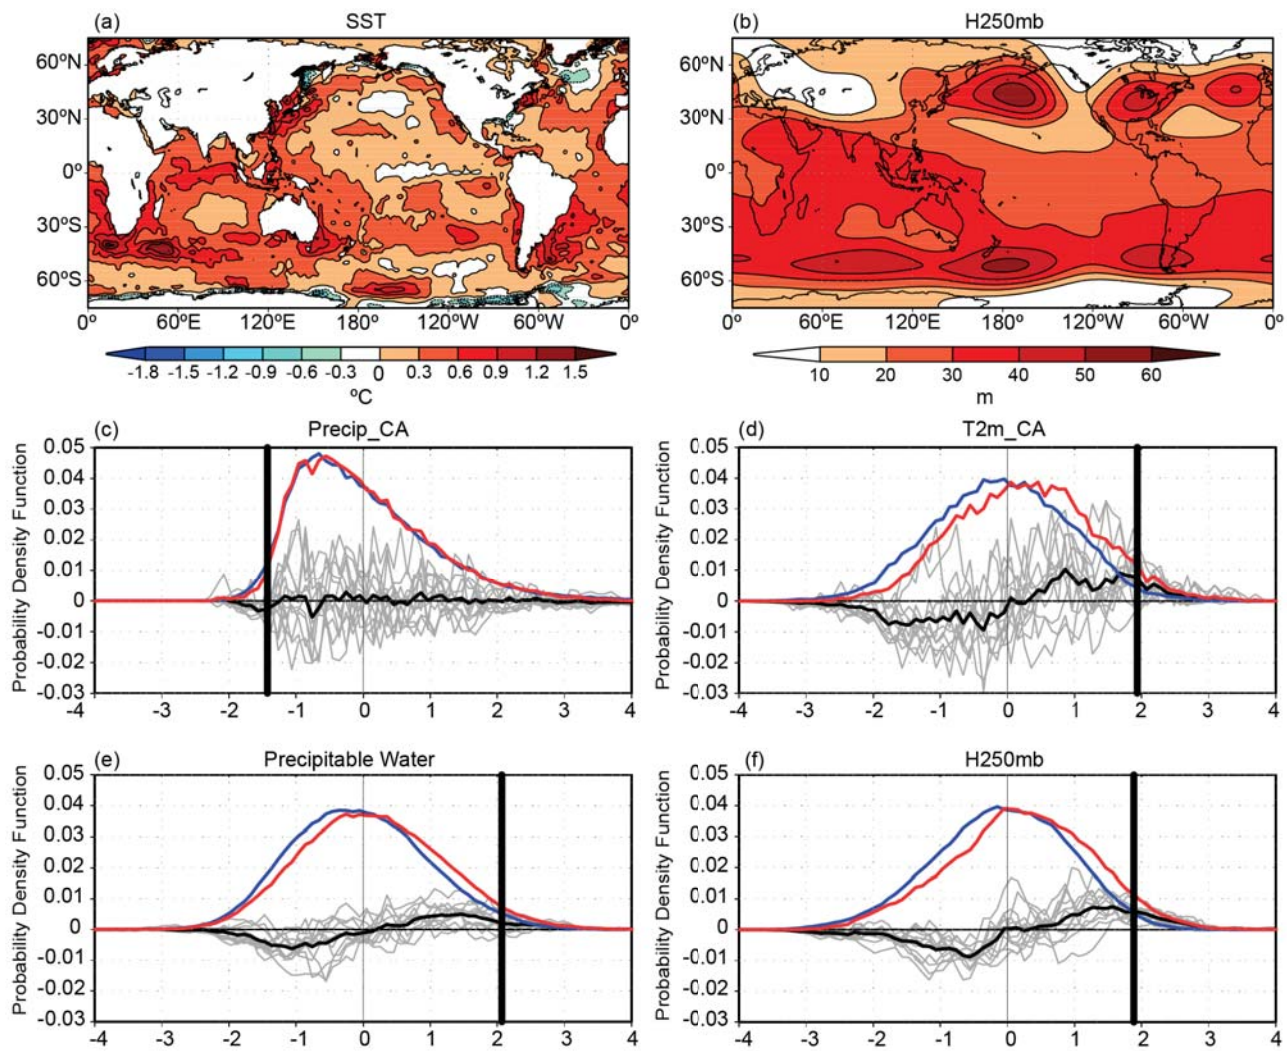 (a) SST
60ºN
30ºN
0º
30ºS
60ºS
0º 60ºE 120ºE 180º 120ºW 60ºW 0º
-1.8 -1.5 -1.2 -0.9 -0.6 -0.3 0 0.3 0.6 0.9 1.2 1.5
ºC
(b) H250mb
60ºN
30ºN
0º
30ºS
60ºS
0º 60ºE 120ºE 180º 120ºW 60ºW 0º
10 20 30 40 50 60
m
(c) Precip_CA
Probability Density Function
0.05
0.04
0.03
0.02
0.01
0
-0.01
-0.02
-0.03
-4 -3 -2 -1 0 1 2 3 4
(d) T2m_CA
Probability Density Function
0.05
0.04
0.03
0.02
0.01
0
-0.01
-0.02
-0.03
-4 -3 -2 -1 0 1 2 3 4
(e) Precipitable Water
Probability Density Function
0.05
0.04
0.03
0.02
0.01
0
-0.01
-0.02
-0.03
-4 -3 -2 -1 0 1 2 3 4
(f) H250mb
Probability Density Function
0.05
0.04
0.03
0.02
0.01
0
-0.01
-0.02
-0.03
-4 -3 -2 -1 0 1 2 3 4